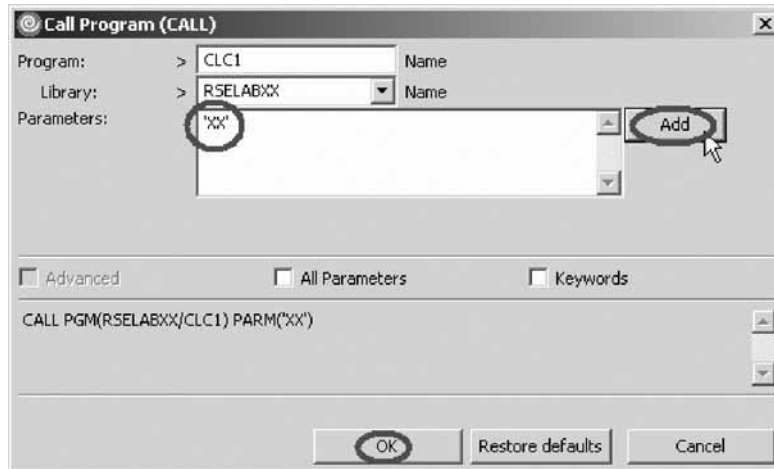 Call Program (CALL)
Program: > CLC1 Name
Library: > RSELABXX Name
Parameters: 'XX' Add
Advanced All Parameters Keywords
CALL PGM(RSELABXX/CLC1) PARM('XX')
OK Restore defaults Cancel